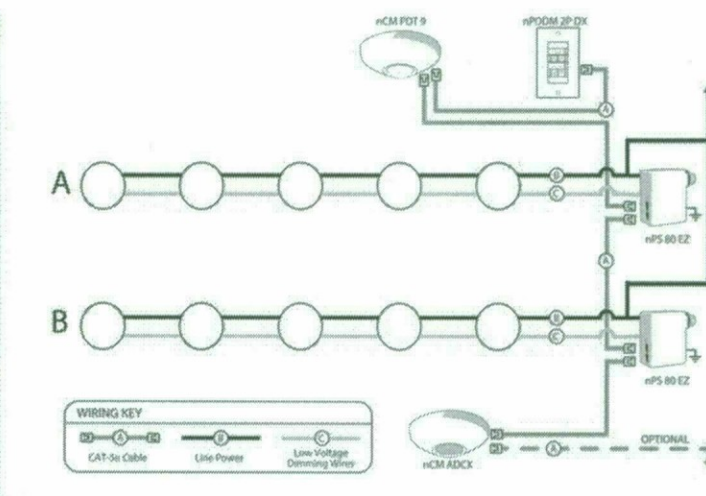 nCM PDT 9
nPODM 2P DX
A
A
B
C
nPS 80 EZ
A
B
B
C
nPS 80 EZ
WIRING KEY
A
B
C
CAT-5e Cable
Line Power
Low Voltage
Dimming Wires
nCM ADCX
A
OPTIONAL